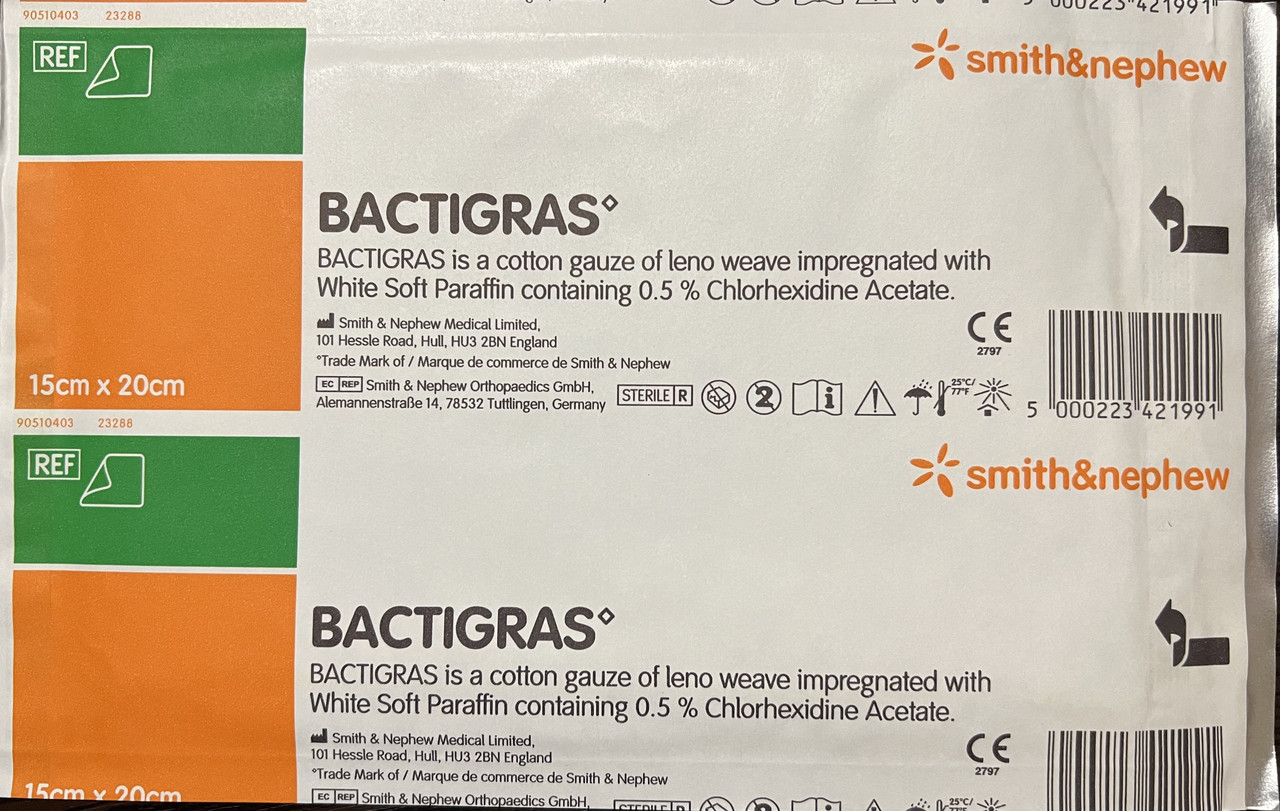 5 000223 421991
90510403 23288
REF
smith&nephew
BACTIGRAS◇
BACTIGRAS is a cotton gauze of leno weave impregnated with
White Soft Paraffin containing 0.5 % Chlorhexidine Acetate.
Smith & Nephew Medical Limited,
101 Hessle Road, Hull, HU3 2BN England
◇Trade Mark of / Marque de commerce de Smith & Nephew
EC REP Smith & Nephew Orthopaedics GmbH,
Alemannenstraße 14, 78532 Tuttlingen, Germany
STERILE R
2
i
25°C/
77°F
CE
2797
5 000223 421991
15cm x 20cm
90510403 23288
REF
smith&nephew
BACTIGRAS◇
BACTIGRAS is a cotton gauze of leno weave impregnated with
White Soft Paraffin containing 0.5 % Chlorhexidine Acetate.
Smith & Nephew Medical Limited,
101 Hessle Road, Hull, HU3 2BN England
◇Trade Mark of / Marque de commerce de Smith & Nephew
EC REP Smith & Nephew Orthopaedics GmbH,
STERILE R
25°C/
77°F
CE
2797
15cm x 20cm